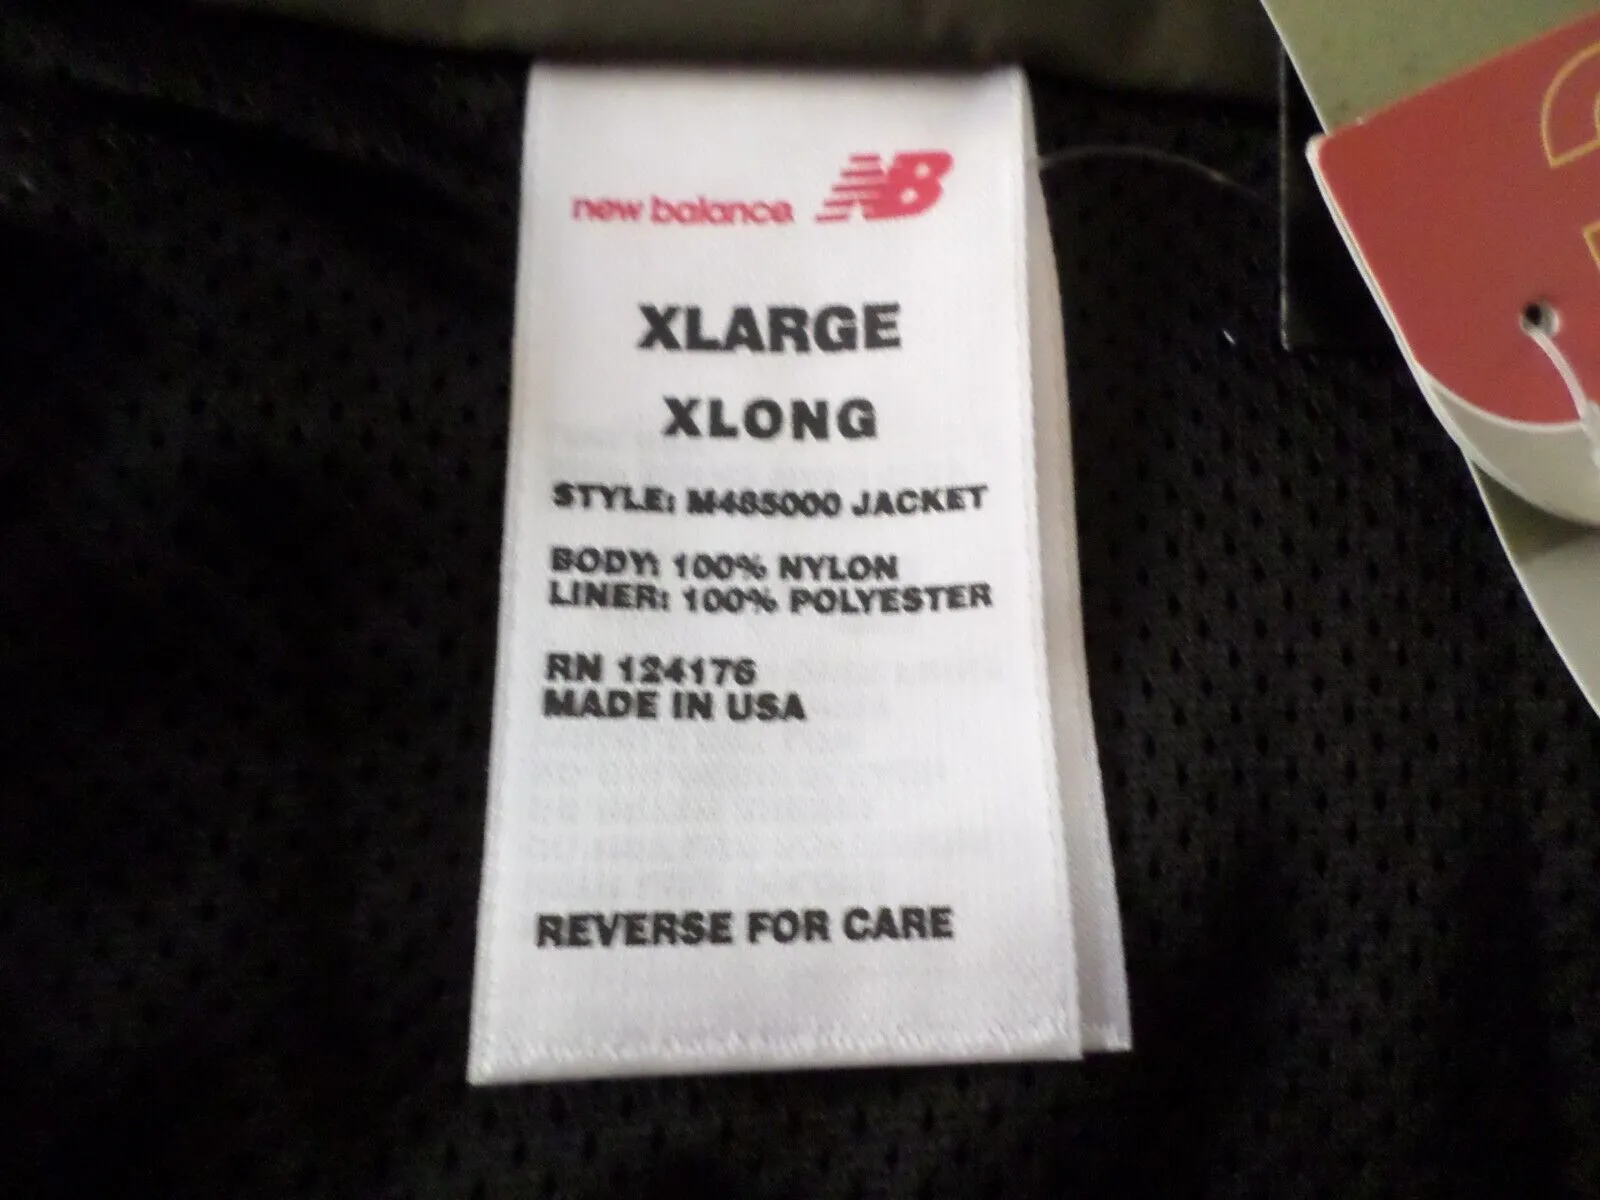 new balance NB
XLARGE
XLONG
STYLE: M485000 JACKET
BODY: 100% NYLON
LINER: 100% POLYESTER
RN 124176
MADE IN USA
REVERSE FOR CARE